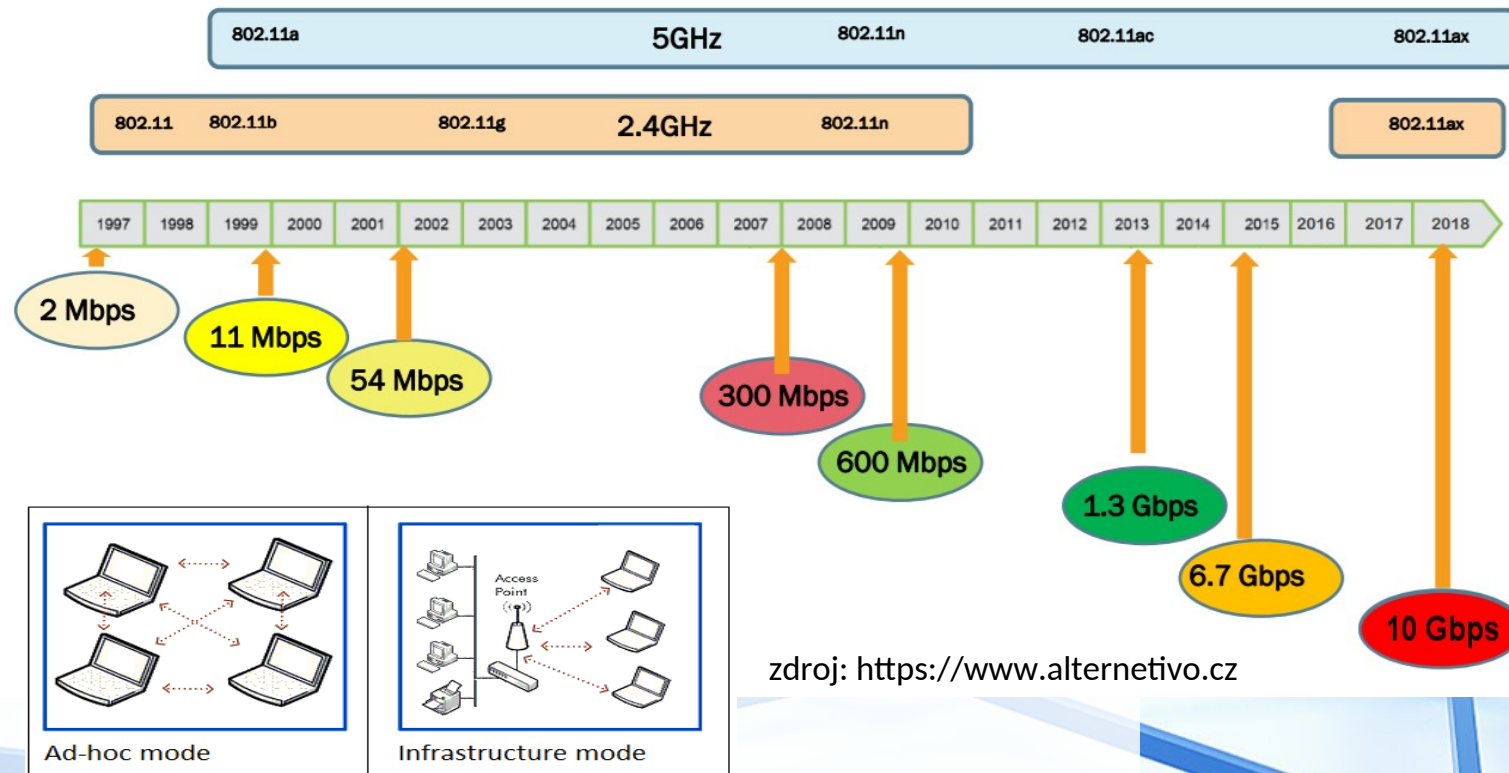 802.11a 5GHz 802.11n 802.11ac 802.11ax
802.11 802.11b 802.11g 2.4GHz 802.11n 802.11ax
1997 1998 1999 2000 2001 2002 2003 2004 2005 2006 2007 2008 2009 2010 2011 2012 2013 2014 2015 2016 2017 2018
2 Mbps
11 Mbps
54 Mbps
300 Mbps
600 Mbps
1.3 Gbps
6.7 Gbps
10 Gbps
Access
Point
zdroj: https://www.alternetivo.cz
Ad-hoc mode
Infrastructure mode